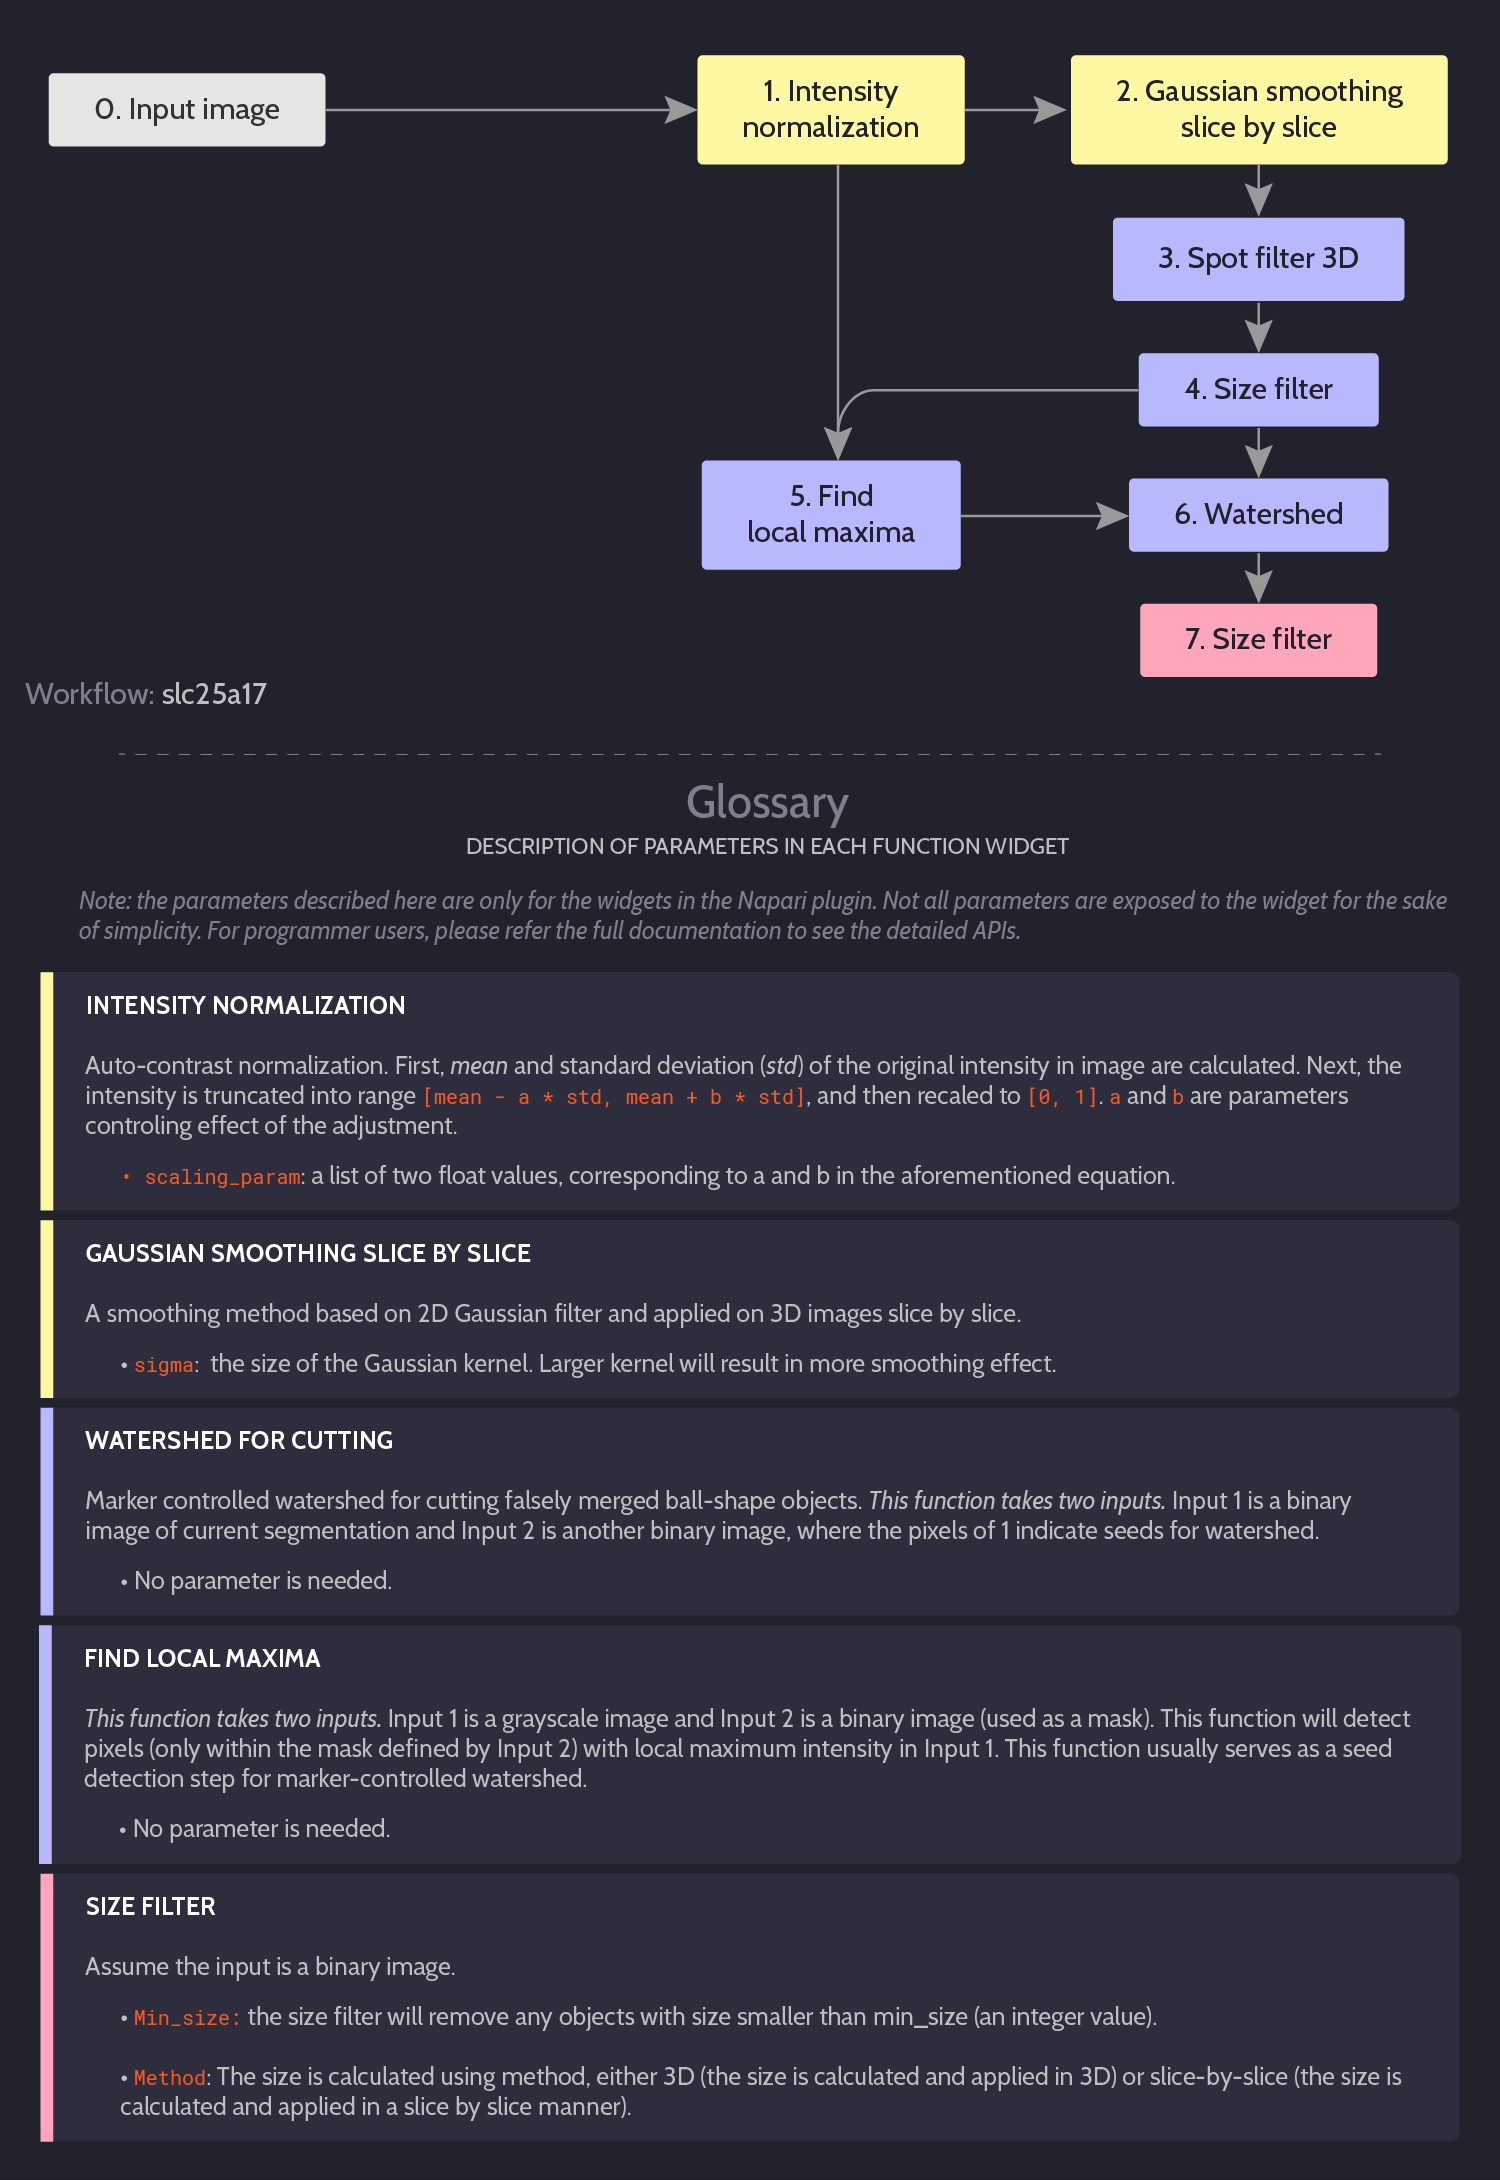 0. Input image
1. Intensity
normalization
2. Gaussian smoothing
slice by slice
3. Spot filter 3D
4. Size filter
5. Find
local maxima
6. Watershed
7. Size filter
Workflow: slc25a17
Glossary
DESCRIPTION OF PARAMETERS IN EACH FUNCTION WIDGET
Note: the parameters described here are only for the widgets in the Napari plugin. Not all parameters are exposed to the widget for the sake
of simplicity. For programmer users, please refer the full documentation to see the detailed APIs.
INTENSITY NORMALIZATION
Auto-contrast normalization. First, mean and standard deviation (std) of the original intensity in image are calculated. Next, the
intensity is truncated into range [mean - a * std, mean + b * std], and then recaled to [0, 1]. a and b are parameters
controling effect of the adjustment.
• scaling_param: a list of two float values, corresponding to a and b in the aforementioned equation.
GAUSSIAN SMOOTHING SLICE BY SLICE
A smoothing method based on 2D Gaussian filter and applied on 3D images slice by slice.
• sigma: the size of the Gaussian kernel. Larger kernel will result in more smoothing effect.
WATERSHED FOR CUTTING
Marker controlled watershed for cutting falsely merged ball-shape objects. This function takes two inputs. Input 1 is a binary
image of current segmentation and Input 2 is another binary image, where the pixels of 1 indicate seeds for watershed.
• No parameter is needed.
FIND LOCAL MAXIMA
This function takes two inputs. Input 1 is a grayscale image and Input 2 is a binary image (used as a mask). This function will detect
pixels (only within the mask defined by Input 2) with local maximum intensity in Input 1. This function usually serves as a seed
detection step for marker-controlled watershed.
• No parameter is needed.
SIZE FILTER
Assume the input is a binary image.
• Min_size: the size filter will remove any objects with size smaller than min_size (an integer value).
• Method: The size is calculated using method, either 3D (the size is calculated and applied in 3D) or slice-by-slice (the size is
calculated and applied in a slice by slice manner).